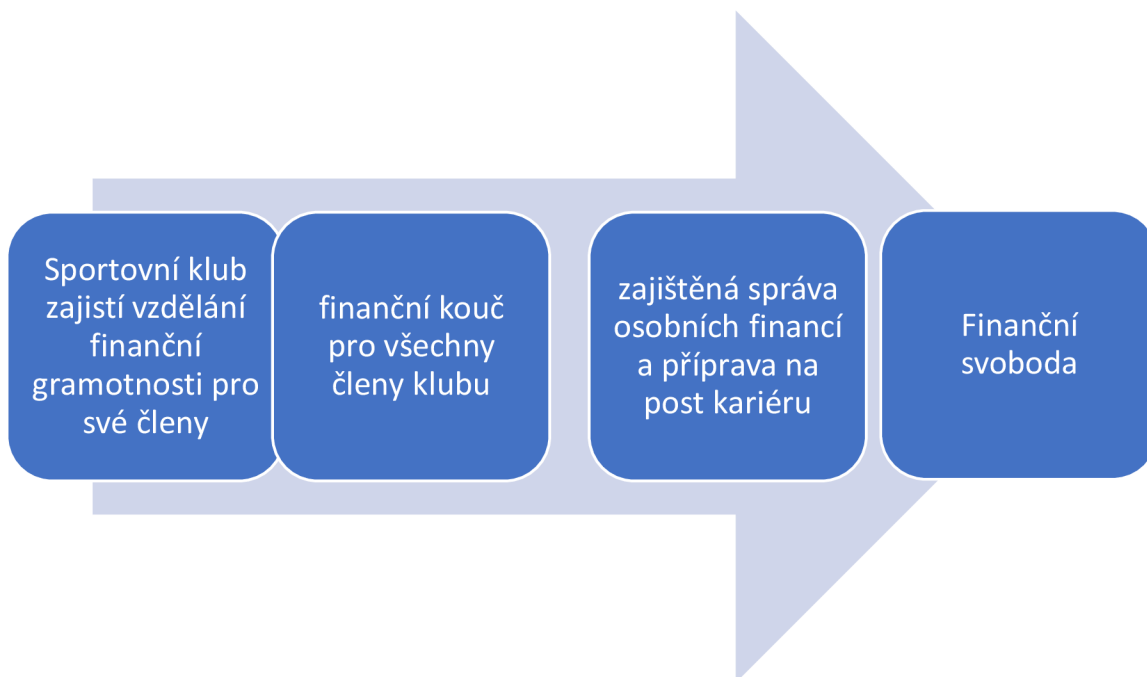 Sportovní klub
zajistí vzdělání
finanční
gramotnosti pro
své členy
finanční kouč
pro všechny
členy klubu
zajištěná správa
osobních financí
a příprava na
post kariéru
Finanční
svoboda